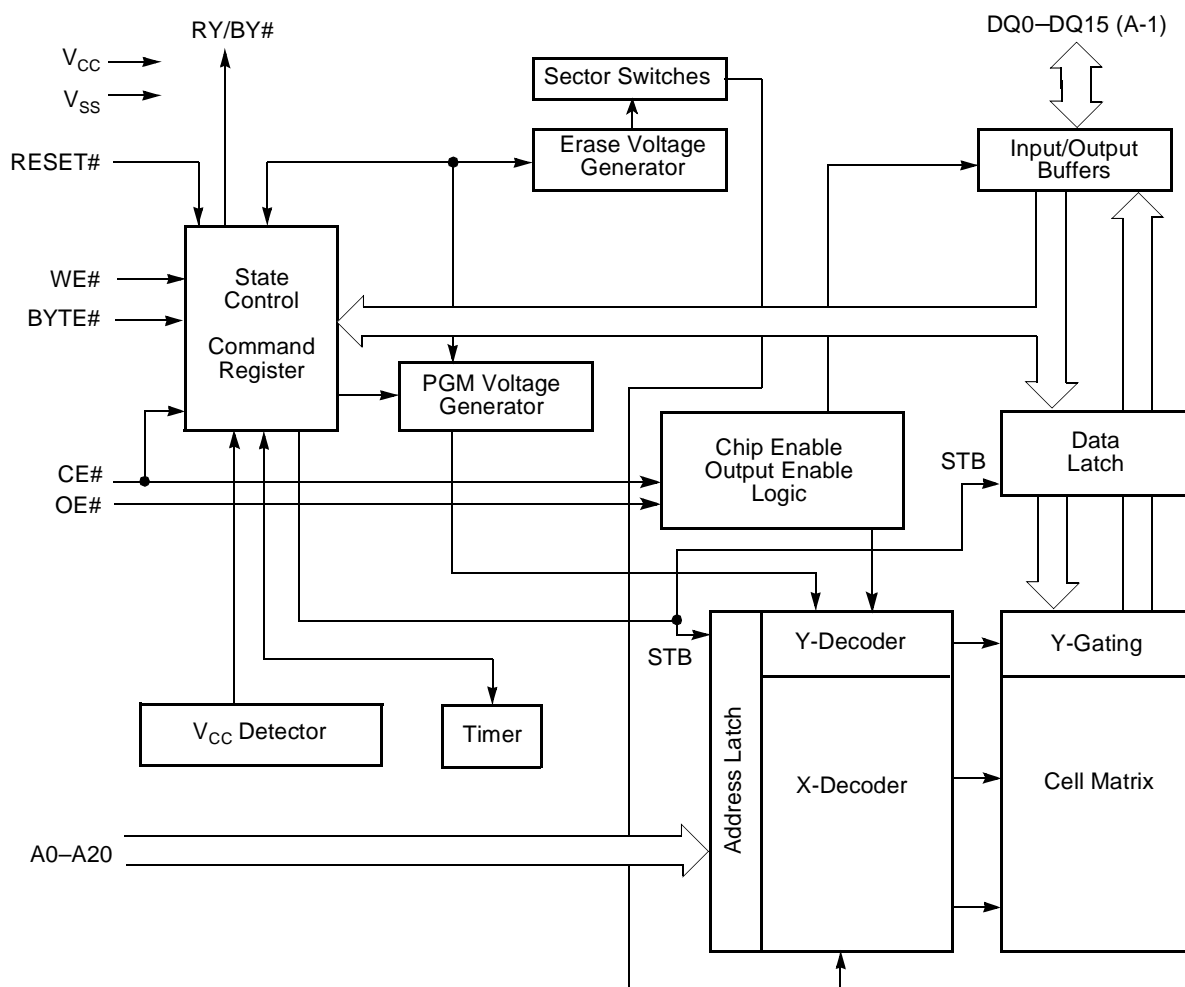 RY/BY#
DQ0–DQ15 (A-1)
VCC
VSS
Sector Switches
Erase Voltage
Generator
Input/Output
Buffers
RESET#
WE#
BYTE#
State
Control
Command
Register
PGM Voltage
Generator
Chip Enable
Output Enable
Logic
STB
Data
Latch
CE#
OE#
STB
Y-Decoder
Y-Gating
VCC Detector
Timer
Address Latch
X-Decoder
Cell Matrix
A0–A20